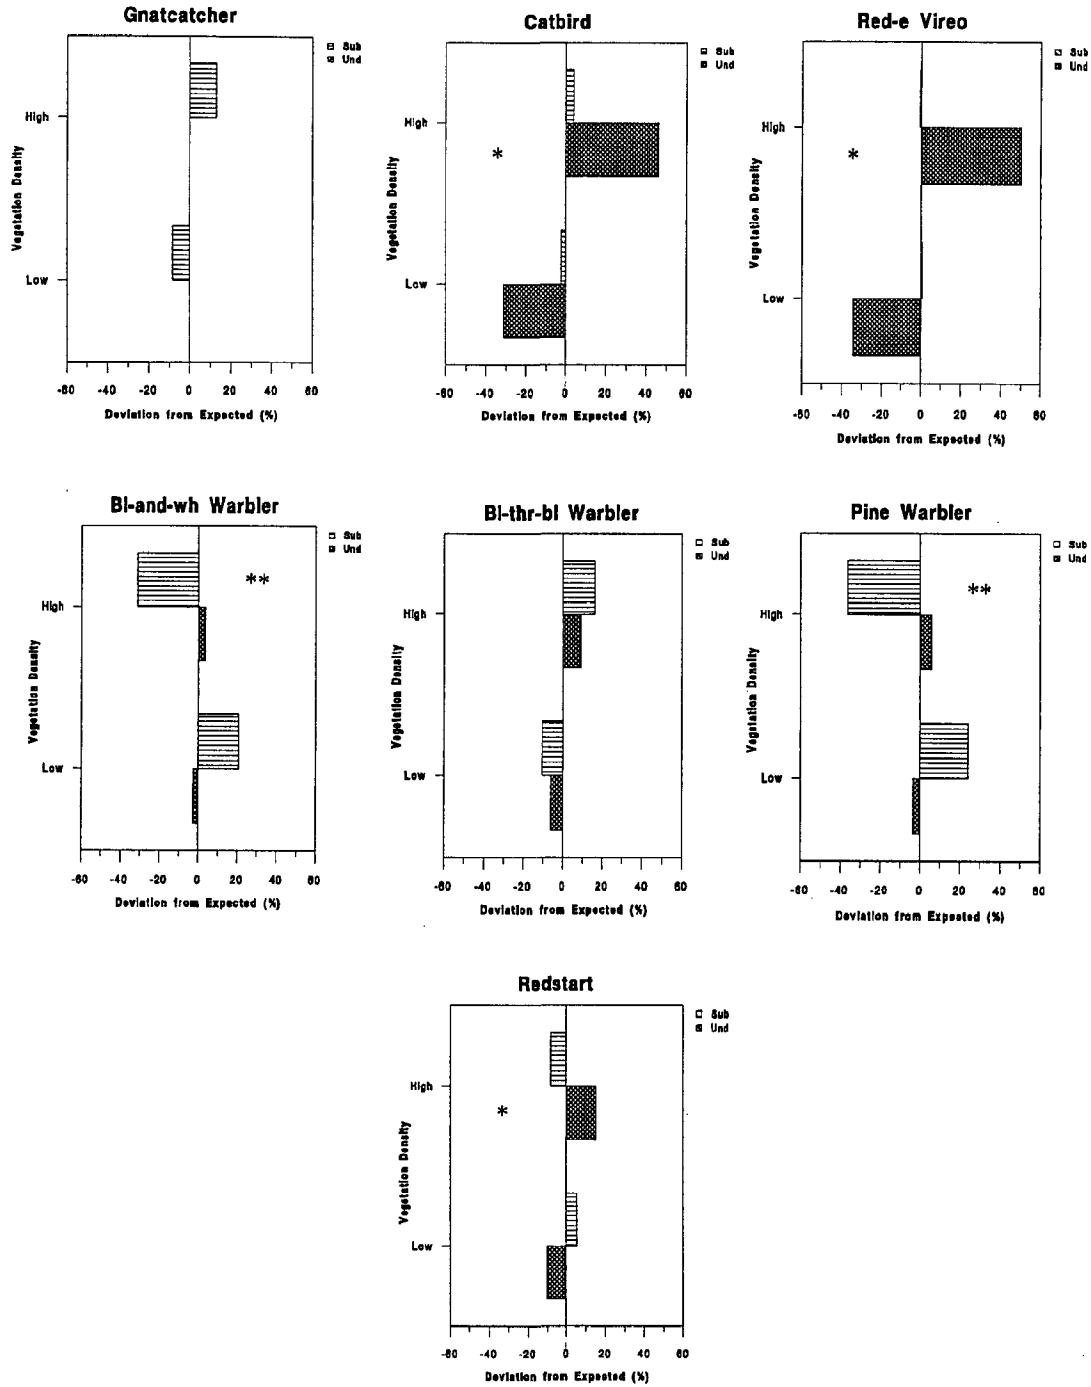 Gnatcatcher
Sub
Und
High
Low
Vegetation Density
-60 -40 -20 0 20 40 60
Deviation from Expected (%)
Catbird
Sub
Und
High
*
Low
Vegetation Density
-60 -40 -20 0 20 40 60
Deviation from Expected (%)
Red-e Vireo
Sub
Und
High
*
Low
Vegetation Density
-60 -40 -20 0 20 40 60
Deviation from Expected (%)
Bl-and-wh Warbler
Sub
Und
**
High
Low
Vegetation Density
-60 -40 -20 0 20 40 60
Deviation from Expected (%)
Bl-thr-bl Warbler
Sub
Und
High
Low
Vegetation Density
-60 -40 -20 0 20 40 60
Deviation from Expected (%)
Pine Warbler
Sub
Und
**
High
Low
Vegetation Density
-60 -40 -20 0 20 40 60
Deviation from Expected (%)
Redstart
Sub
Und
High
*
Low
Vegetation Density
-60 -40 -20 0 20 40 60
Deviation from Expected (%)